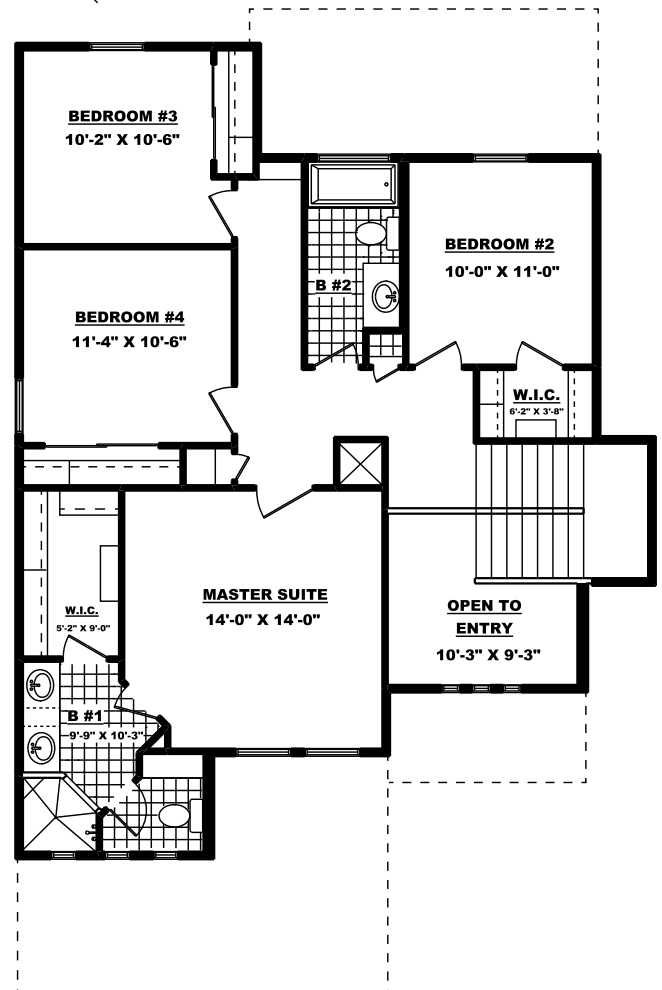 BEDROOM #3
10'-2" X 10'-6"
BEDROOM #2
10'-0" X 11'-0"
B #2
BEDROOM #4
11'-4" X 10'-6"
W.I.C.
6'-2" X 3'-8"
MASTER SUITE
14'-0" X 14'-0"
OPEN TO
ENTRY
10'-3" X 9'-3"
W.I.C.
5'-2" X 9'-0"
B #1
9'-9" X 10'-3"